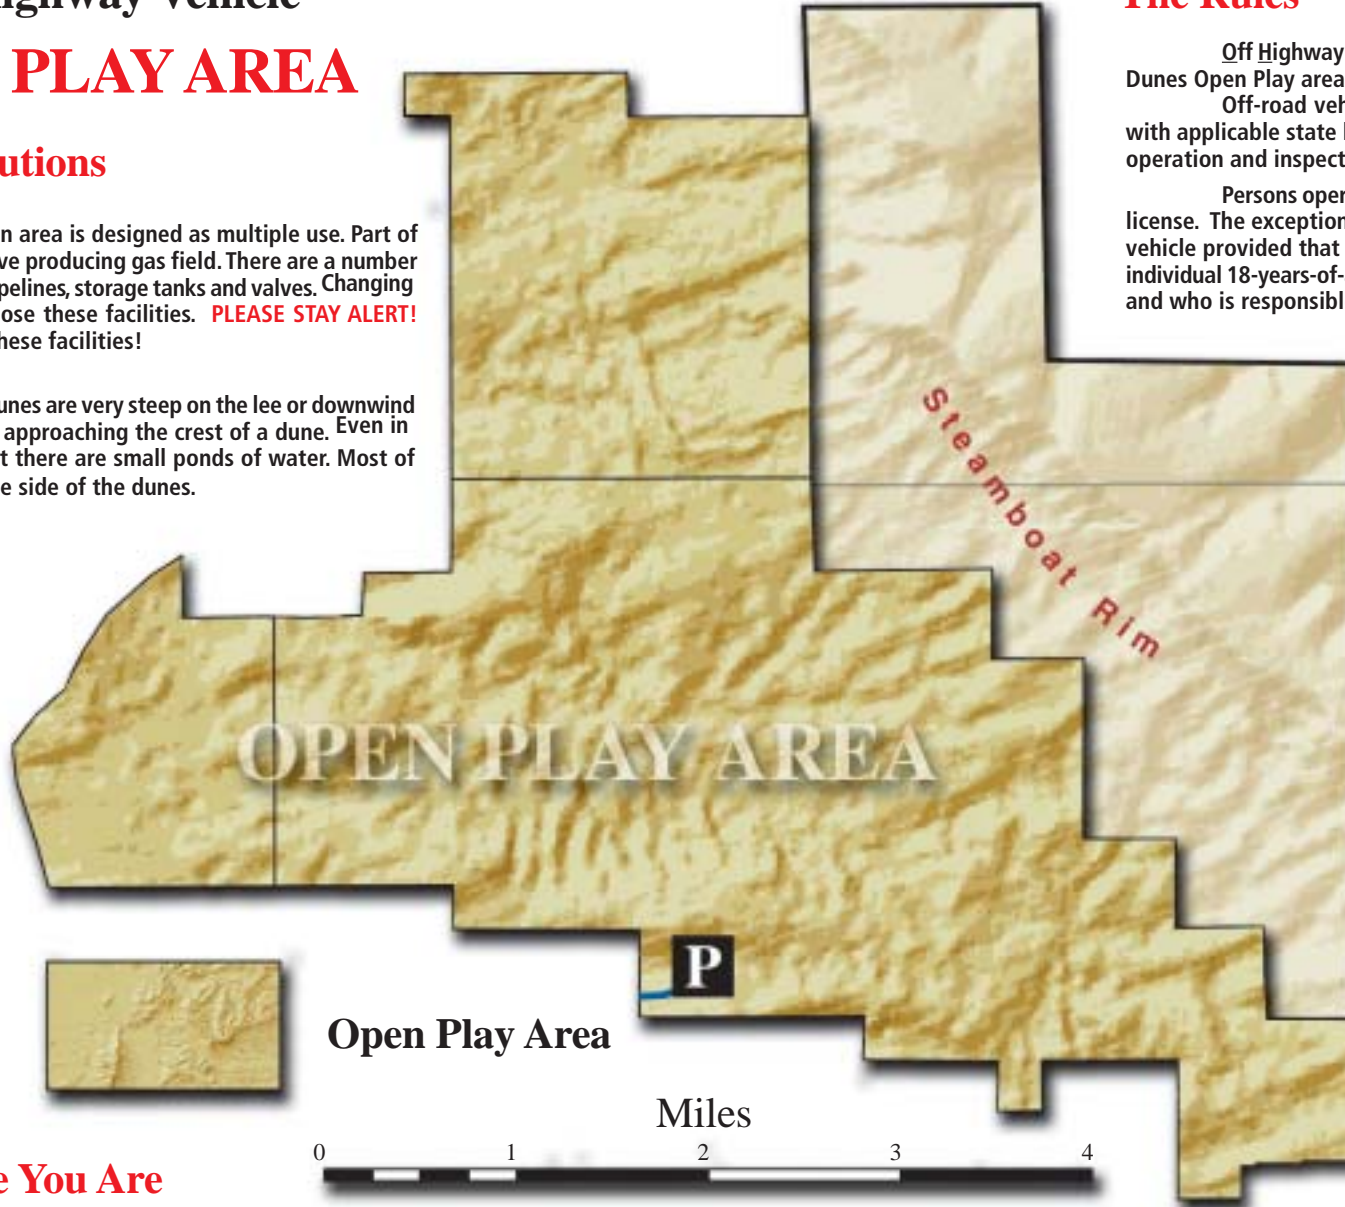 Highway Vehicle
PLAY AREA
utions
n area is designed as multiple use. Part of
ve producing gas field. There are a number
pelines, storage tanks and valves. Changing
ose these facilities. PLEASE STAY ALERT!
hese facilities!
unes are very steep on the lee or downwind
approaching the crest of a dune. Even in
t there are small ponds of water. Most of
e side of the dunes.
The Rules
Off Highway
Dunes Open Play area
Off-road veh
with applicable state l
operation and inspect
Persons oper
license. The exception
vehicle provided that
individual 18-years-of-
and who is responsibl
Steamboat Rim
OPEN PLAY AREA
P
Open Play Area
Miles
0 1 2 3 4
e You Are